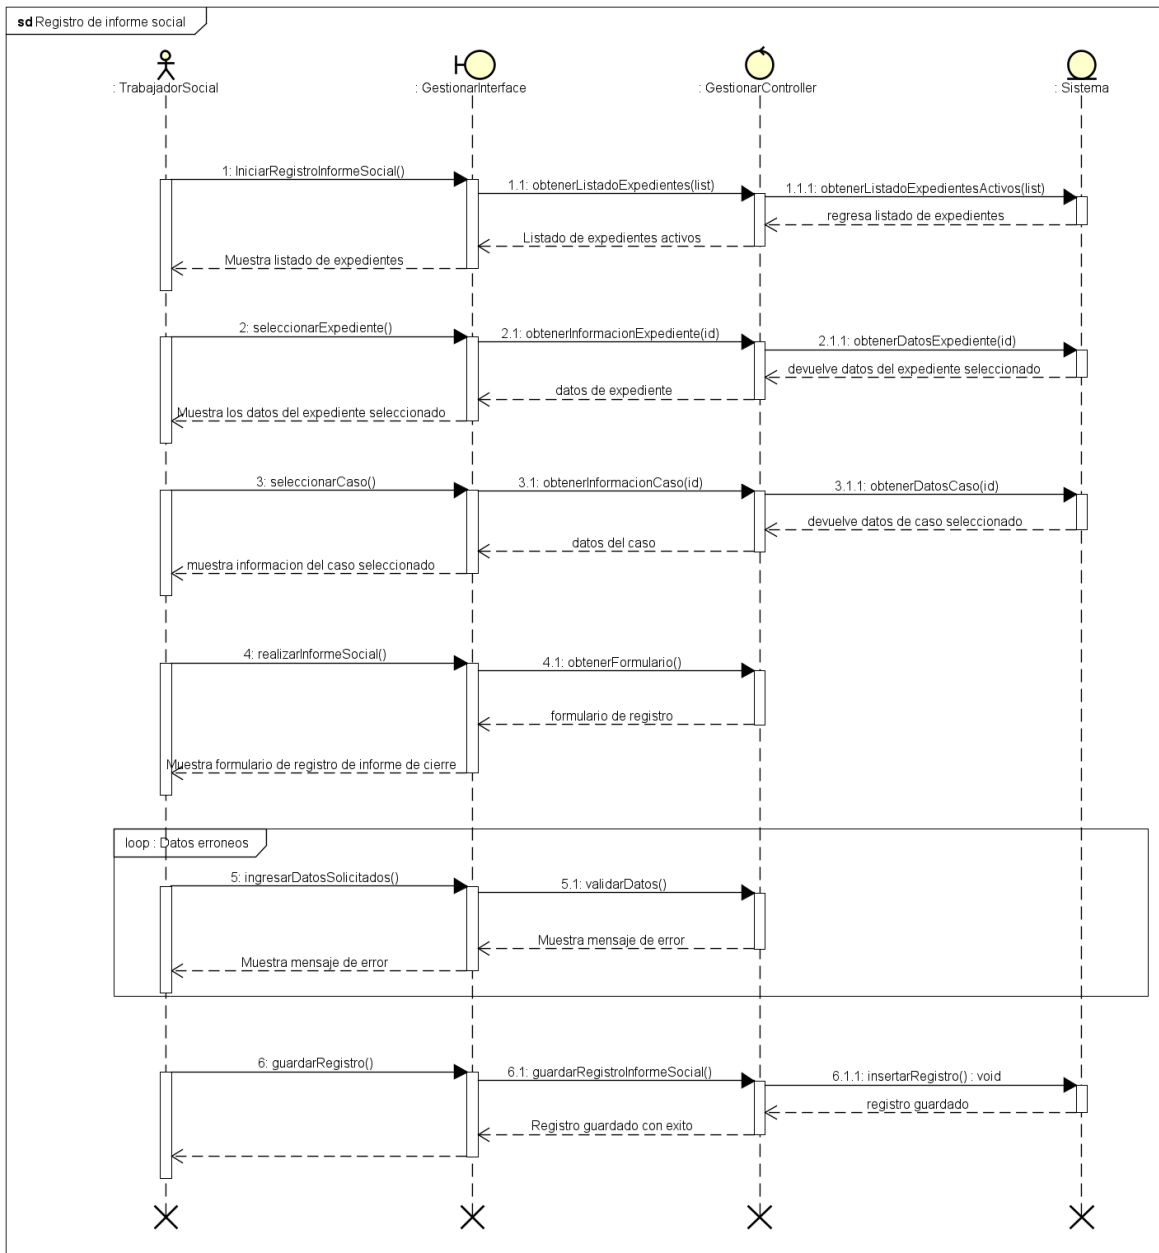 sd Registro de informe social
: TrabajadorSocial
: GestionarInterface
: GestionarController
: Sistema
1: IniciarRegistroInformeSocial()
1.1: obtenerListadoExpedientes(list)
1.1.1: obtenerListadoExpedientesActivos(list)
regresa listado de expedientes
Listado de expedientes activos
Muestra listado de expedientes
2: seleccionarExpediente()
2.1: obtenerInformacionExpediente(id)
2.1.1: obtenerDatosExpediente(id)
devuelve datos del expediente seleccionado
datos de expediente
Muestra los datos del expediente seleccionado
3: seleccionarCaso()
3.1: obtenerInformacionCaso(id)
3.1.1: obtenerDatosCaso(id)
devuelve datos de caso seleccionado
datos del caso
muestra informacion del caso seleccionado
4: realizarInformeSocial()
4.1: obtenerFormulario()
formulario de registro
Muestra formulario de registro de informe de cierre
loop : Datos erroneos
5: ingresarDatosSolicitados()
5.1: validarDatos()
Muestra mensaje de error
Muestra mensaje de error
6: guardarRegistro()
6.1: guardarRegistroInformeSocial()
6.1.1: insertarRegistro() : void
registro guardado
Registro guardado con exito